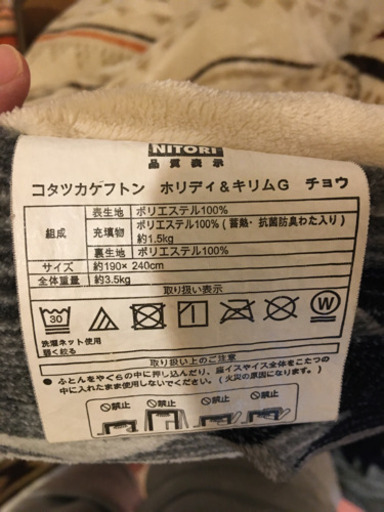 NITORI
品質表示
コタツカケフトン ホリデイ&キリムG チョウ
組成 表生地 ポリエステル100%
充填物 ポリエステル100%(蓄熱・抗菌防臭わた入り)
約1.5kg
裏生地 ポリエステル100%
サイズ 約190×240cm
全体重量 約3.5kg
取り扱い表示
30
W
洗濯ネット使用
弱く絞る
取り扱い上のご注意
●ふとんをやぐらの中に押し込んだり、座イスやイス全体をこたつの
中に入れたまま使用しないでください。(火災の原因になります。)
禁止 禁止 禁止 禁止